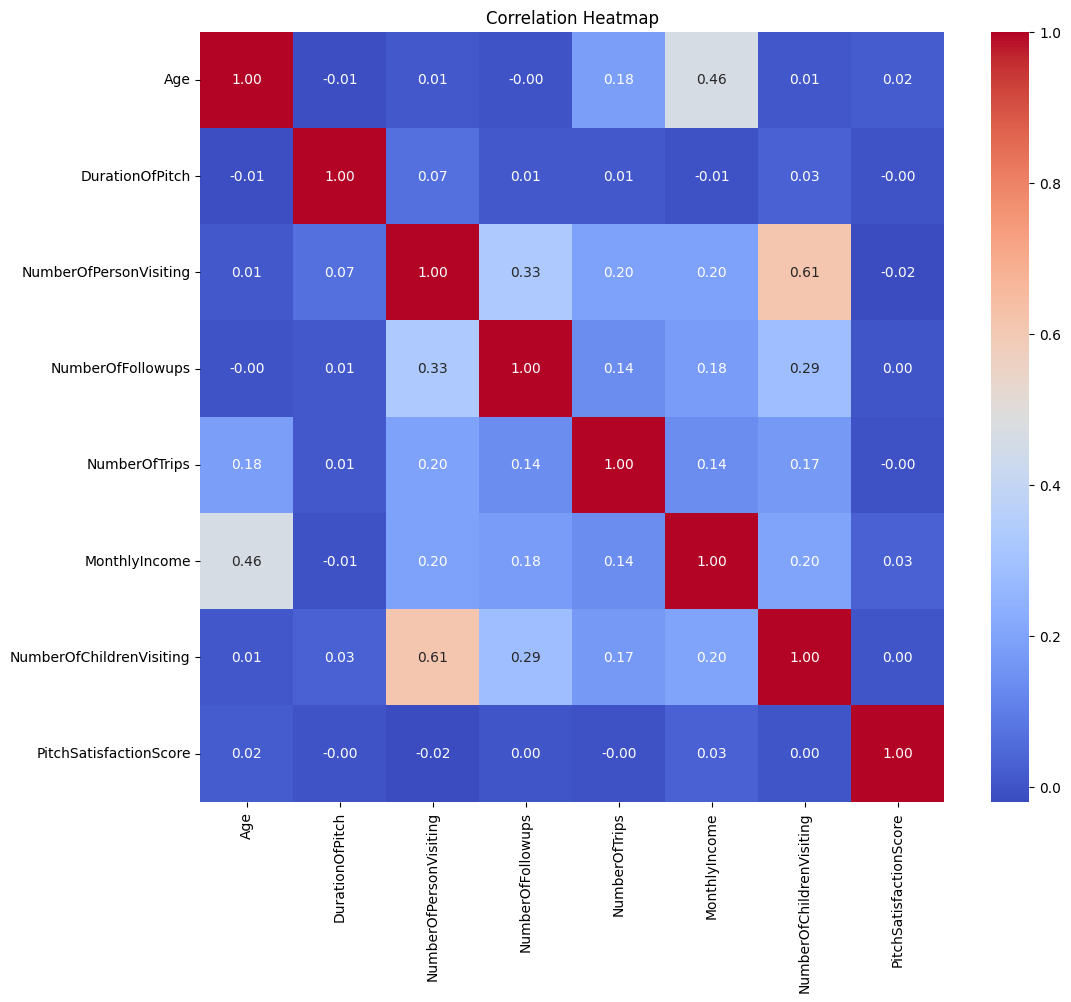 Correlation Heatmap
Age 1.00 -0.01 0.01 -0.00 0.18 0.46 0.01 0.02
DurationOfPitch -0.01 1.00 0.07 0.01 0.01 -0.01 0.03 -0.00
NumberOfPersonVisiting 0.01 0.07 1.00 0.33 0.20 0.20 0.61 -0.02
NumberOfFollowups -0.00 0.01 0.33 1.00 0.14 0.18 0.29 0.00
NumberOfTrips 0.18 0.01 0.20 0.14 1.00 0.14 0.17 -0.00
MonthlyIncome 0.46 -0.01 0.20 0.18 0.14 1.00 0.20 0.03
NumberOfChildrenVisiting 0.01 0.03 0.61 0.29 0.17 0.20 1.00 0.00
PitchSatisfactionScore 0.02 -0.00 -0.02 0.00 -0.00 0.03 0.00 1.00
Age
DurationOfPitch
NumberOfPersonVisiting
NumberOfFollowups
NumberOfTrips
MonthlyIncome
NumberOfChildrenVisiting
PitchSatisfactionScore
1.0
0.8
0.6
0.4
0.2
0.0